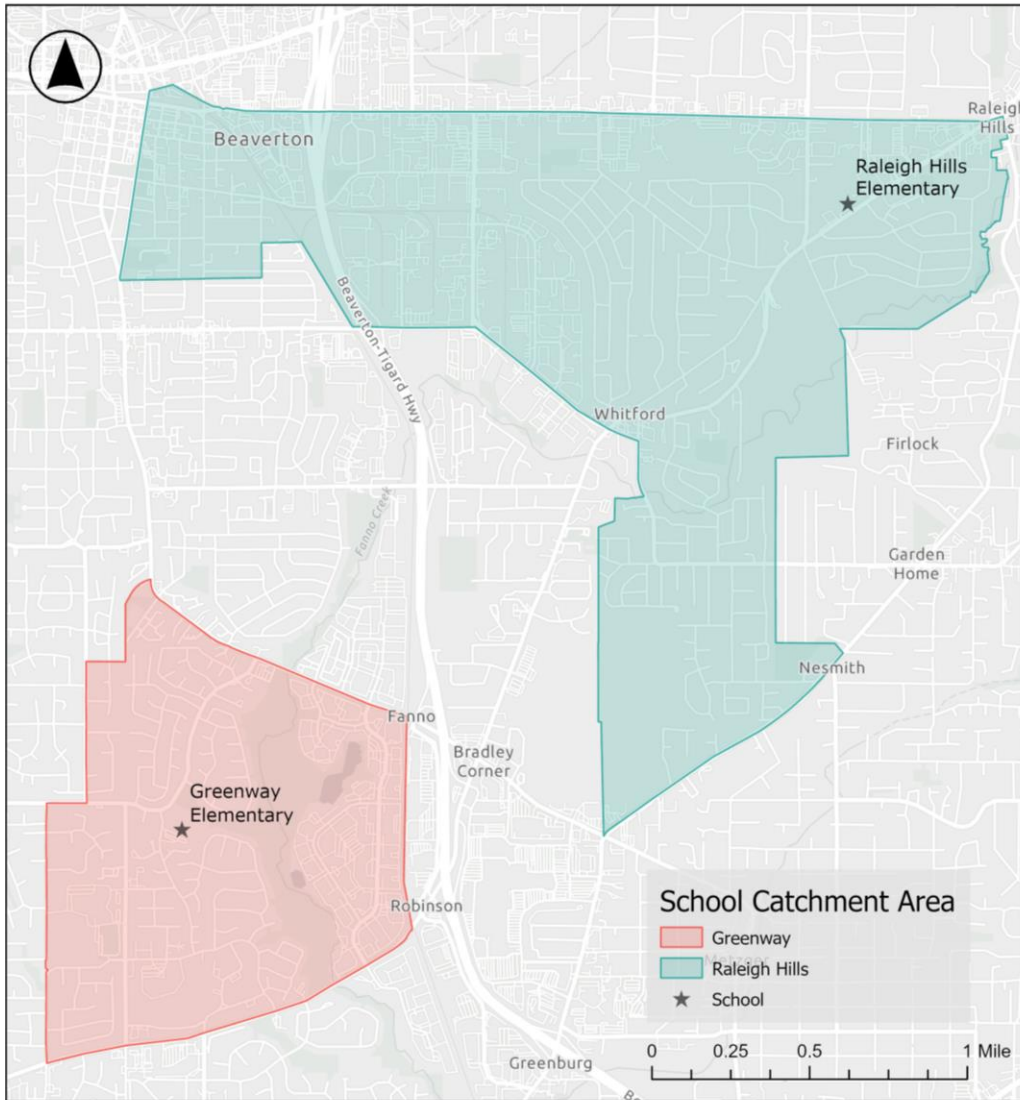 Raleigh
Hills
Beaverton
Raleigh Hills
Elementary
Beaverton-Tigard Hwy
Whitford
Firlock
Fanno Creek
Garden
Home
Nesmith
Fanno
Bradley
Corner
Greenway
Elementary
Robinson
School Catchment Area
Greenway
Metzger
Raleigh Hills
School
0 0.25 0.5 1 Mile
Greenburg